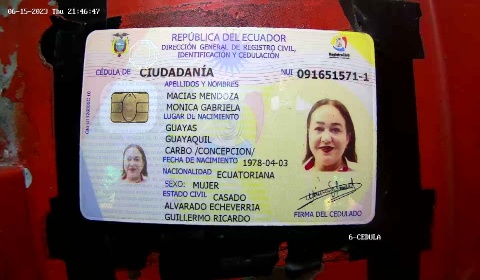 06-15-2023 Thu 21:46:47
REPÚBLICA DEL ECUADOR
DIRECCIÓN GENERAL DE REGISTRO CIVIL,
IDENTIFICACIÓN Y CEDULACIÓN
CÉDULA DE CIUDADANÍA NUI 091651571-1
APELLIDOS Y NOMBRES
MACIAS MENDOZA
MONICA GABRIELA
LUGAR DE NACIMIENTO
GUAYAS
GUAYAQUIL
CARBO /CONCEPCION/
FECHA DE NACIMIENTO 1978-04-03
NACIONALIDAD ECUATORIANA
SEXO: MUJER
ESTADO CIVIL CASADO
ALVARADO ECHEVERRIA
GUILLERMO RICARDO
FIRMA DEL CEDULADO
6-CEDULA